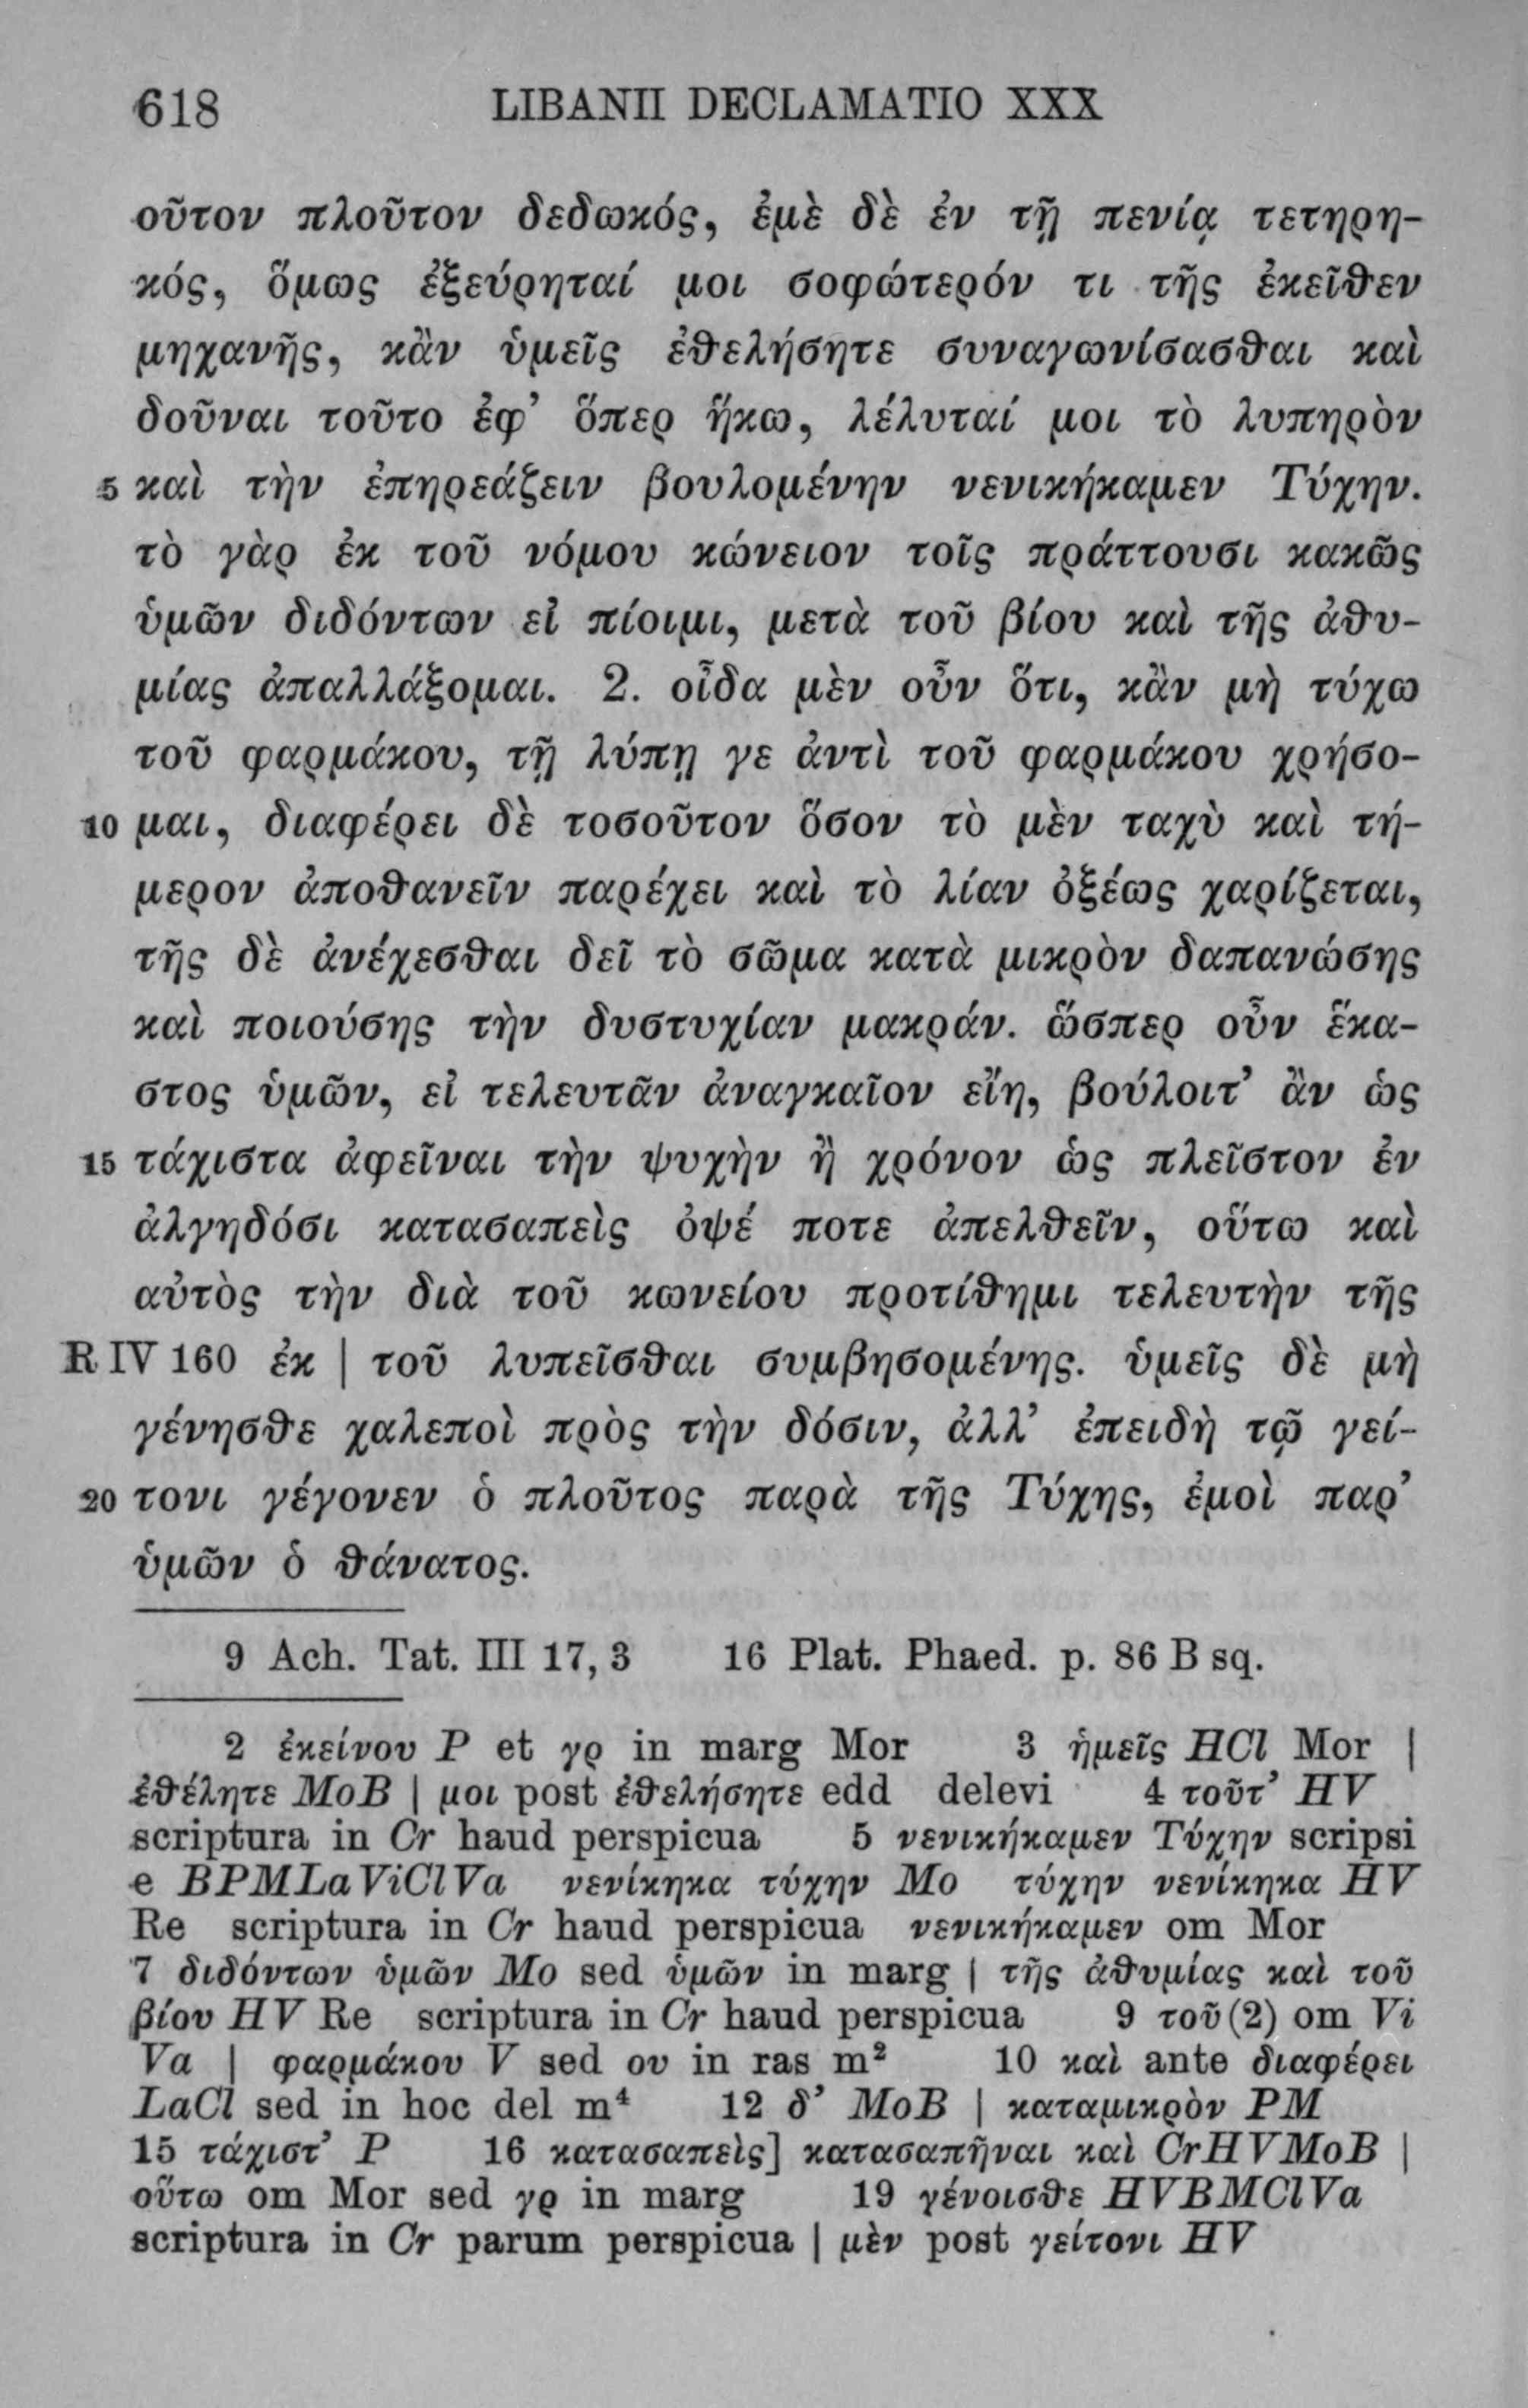 618 LIBANII DECLAMATIO XXX
οῦτον πλοῦτον δεδωκός, ἐμὲ δὲ ἐν τῇ πενίᾳ τετηρη-
κός, ὅμως ἐξεύρηταί μοι σοφώτερόν τι τῆς ἐκεῖθεν
μηχανῆς, κἂν ὑμεῖς ἐθελήσητε συναγωνίσασθαι καὶ
δοῦναι τοῦτο ἐφ' ὅπερ ἥκω, λέλυταί μοι τὸ λυπηρὸν
5 καὶ τὴν ἐπηρεάζειν βουλομένην νενικήκαμεν Τύχην.
τὸ γὰρ ἐκ τοῦ νόμου κώνειον τοῖς πράττουσι κακῶς
ὑμῶν διδόντων εἰ πίοιμι, μετὰ τοῦ βίου καὶ τῆς ἀθυ-
μίας ἀπαλλάξομαι. 2. οἶδα μὲν οὖν ὅτι, κἂν μὴ τύχω
τοῦ φαρμάκου, τῇ λύπῃ γε ἀντὶ τοῦ φαρμάκου χρήσο-
10 μαι, διαφέρει δὲ τοσοῦτον ὅσον τὸ μὲν ταχὺ καὶ τή-
μερον ἀποθανεῖν παρέχει καὶ τὸ λίαν ὀξέως χαρίζεται,
τῆς δὲ ἀνέχεσθαι δεῖ τὸ σῶμα κατὰ μικρὸν δαπανώσης
καὶ ποιούσης τὴν δυστυχίαν μακράν. ὥσπερ οὖν ἕκα-
στος ὑμῶν, εἰ τελευτᾶν ἀναγκαῖον εἴη, βούλοιτ' ἂν ὡς
15 τάχιστα ἀφεῖναι τὴν ψυχὴν ἢ χρόνον ὡς πλεῖστον ἐν
ἀλγηδόσι κατασαπεὶς ὀψέ ποτε ἀπελθεῖν, οὕτω καὶ
αὐτὸς τὴν διὰ τοῦ κωνείου προτίθημι τελευτὴν τῆς
R IV 160 ἐκ | τοῦ λυπεῖσθαι συμβησομένης. ὑμεῖς δὲ μὴ
γένησθε χαλεποὶ πρὸς τὴν δόσιν, ἀλλ' ἐπειδὴ τῷ γεί-
20 τονι γέγονεν ὁ πλοῦτος παρὰ τῆς Τύχης, ἐμοὶ παρ'
ὑμῶν ὁ θάνατος.
9 Ach. Tat. III 17, 3 16 Plat. Phaed. p. 86 B sq.
2 ἐκείνου P et γρ in marg Mor 3 ἡμεῖς HCl Mor |
ἐθέλητε MoB | μοι post ἐθελήσητε edd delevi 4 τοῦτ' HV
scriptura in Cr haud perspicua 5 νενικήκαμεν Τύχην scripsi
e BPMLaViClVa νενίκηκα τύχην Mo τύχην νενίκηκα HV
Re scriptura in Cr haud perspicua νενικήκαμεν om Mor
7 διδόντων ὑμῶν Mo sed ὑμῶν in marg | τῆς ἀθυμίας καὶ τοῦ
βίου HV Re scriptura in Cr haud perspicua 9 τοῦ (2) om Vi
Va | φαρμάκου V sed ου in ras m² 10 καὶ ante διαφέρει
LaCl sed in hoc del m⁴ 12 δ' MoB | καταμικρὸν PM
15 τάχιστ' P 16 κατασαπεὶς] κατασαπῆναι καὶ CrHVMoB |
οὕτω om Mor sed γρ in marg 19 γένοισθε HVBMClVa
scriptura in Cr parum perspicua | μὲν post γείτονι HV